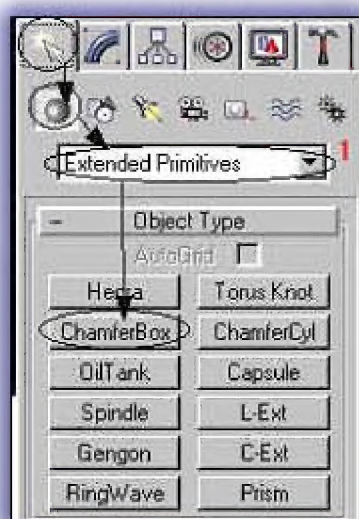 Extended Primitives
1
- Object Type
AutoGrid
Hedra Torus Knot
ChamferBox ChamferCyl
OilTank Capsule
Spindle L-Ext
Gengon C-Ext
RingWave Prism